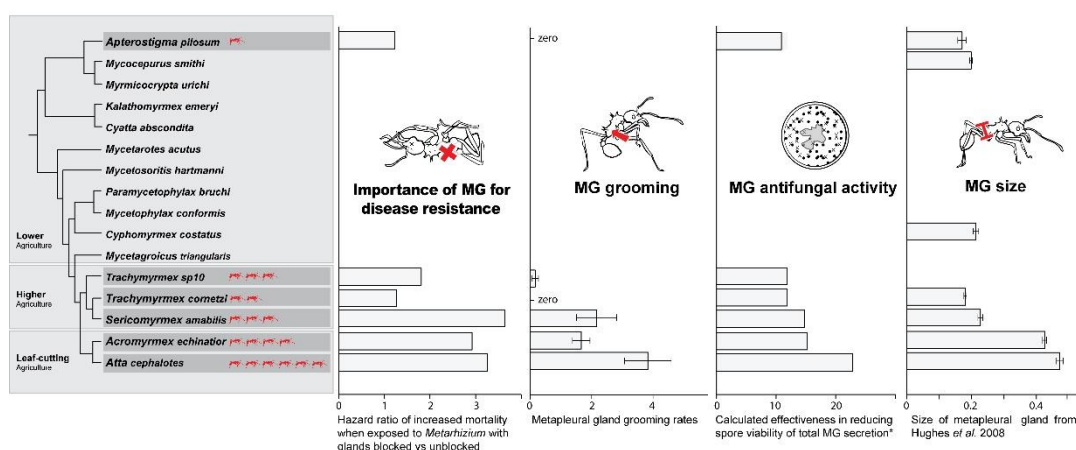 Apterostigma pilosum
Mycocepurus smithi
Myrmicocrypta urichi
Kalathomyrmex emeryi
Cyatta abscondita
Mycetarotes acutus
Mycetosoritis hartmanni
Paramycetophylax bruchi
Mycetophylax conformis
Cyphomyrmex costatus
Mycetagroicus triangularis
Trachymyrmex sp10
Trachymyrmex cornetzi
Sericomyrmex amabilis
Acromyrmex echinatior
Atta cephalotes
Lower
Agriculture
Higher
Agriculture
Leaf-cutting
Agriculture
Importance of MG for
disease resistance
0 1 2 3
Hazard ratio of increased mortality
when exposed to Metarhizium with
glands blocked vs unblocked
zero
MG grooming
zero
0 2 4
Metapleural gland grooming rates
MG antifungal activity
0 10 20
Calculated effectiveness in reducing
spore viability of total MG secretion*
MG size
0 0.2 0.4
Size of metapleural gland from
Hughes et al. 2008